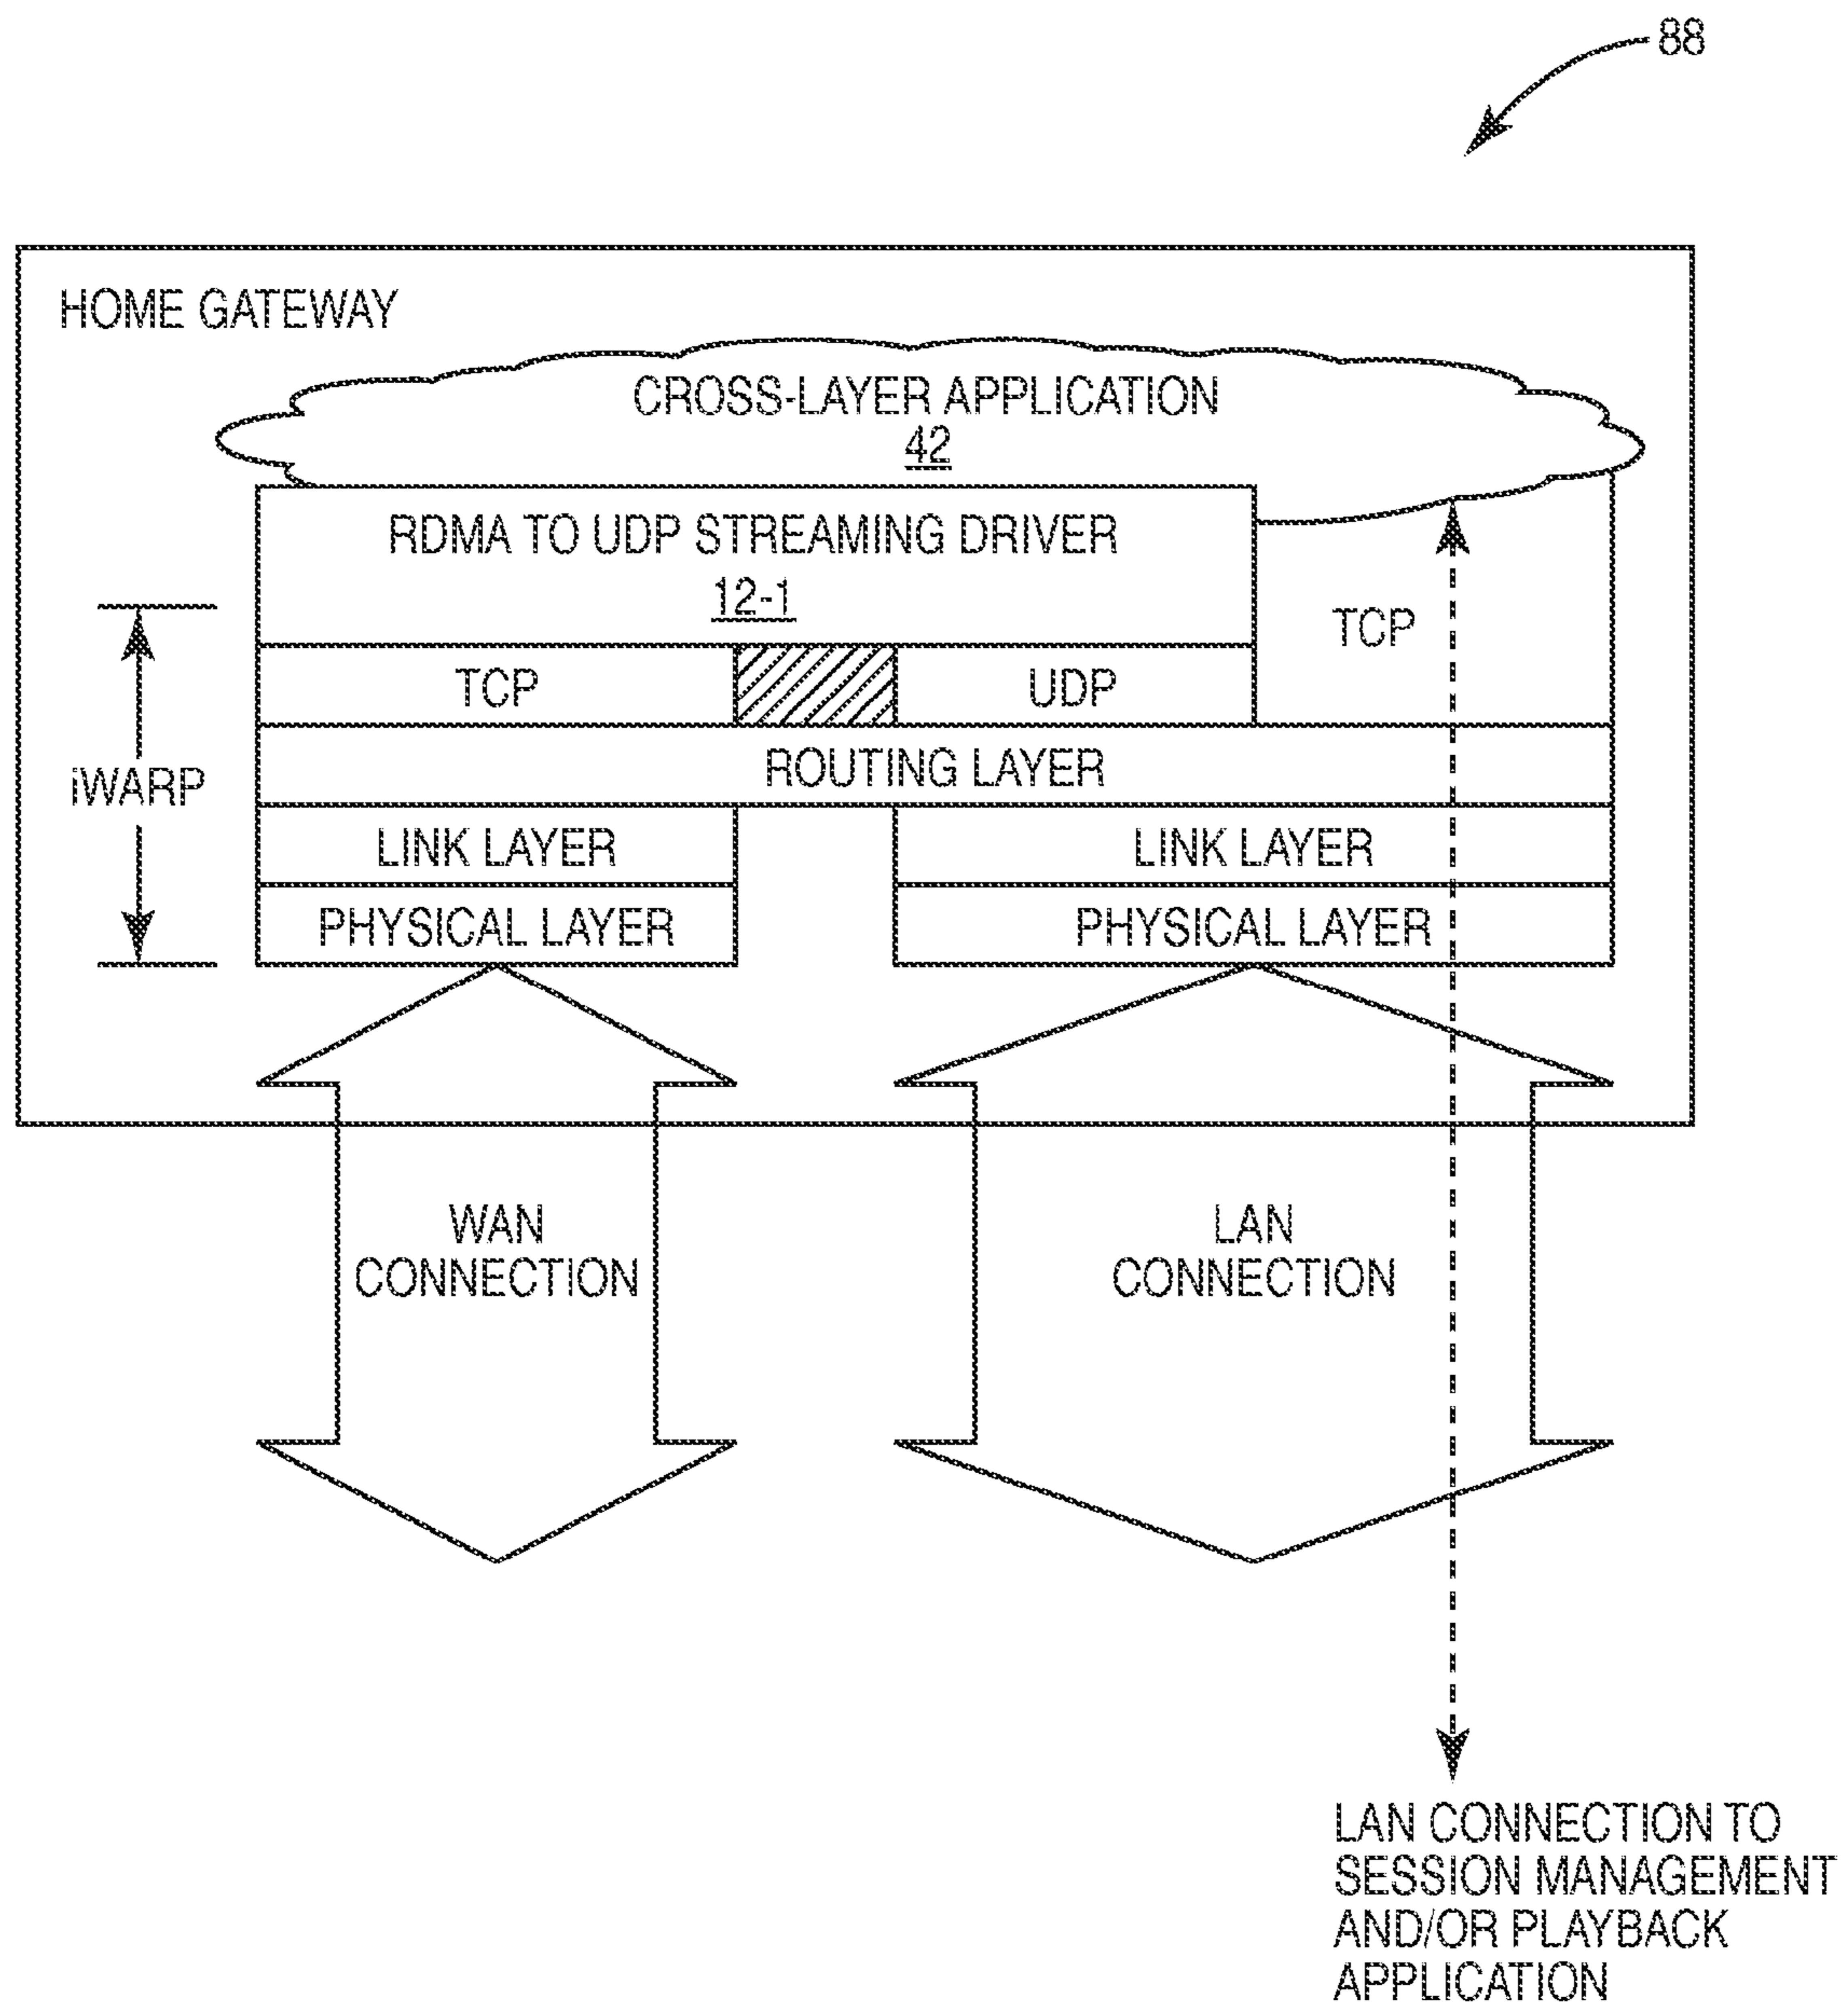 88
HOME GATEWAY
CROSS-LAYER APPLICATION
42
RDMA TO UDP STREAMING DRIVER
12-1
TCP
TCP
UDP
ROUTING LAYER
iWARP
LINK LAYER
LINK LAYER
PHYSICAL LAYER
PHYSICAL LAYER
WAN
CONNECTION
LAN
CONNECTION
LAN CONNECTION TO
SESSION MANAGEMENT
AND/OR PLAYBACK
APPLICATION